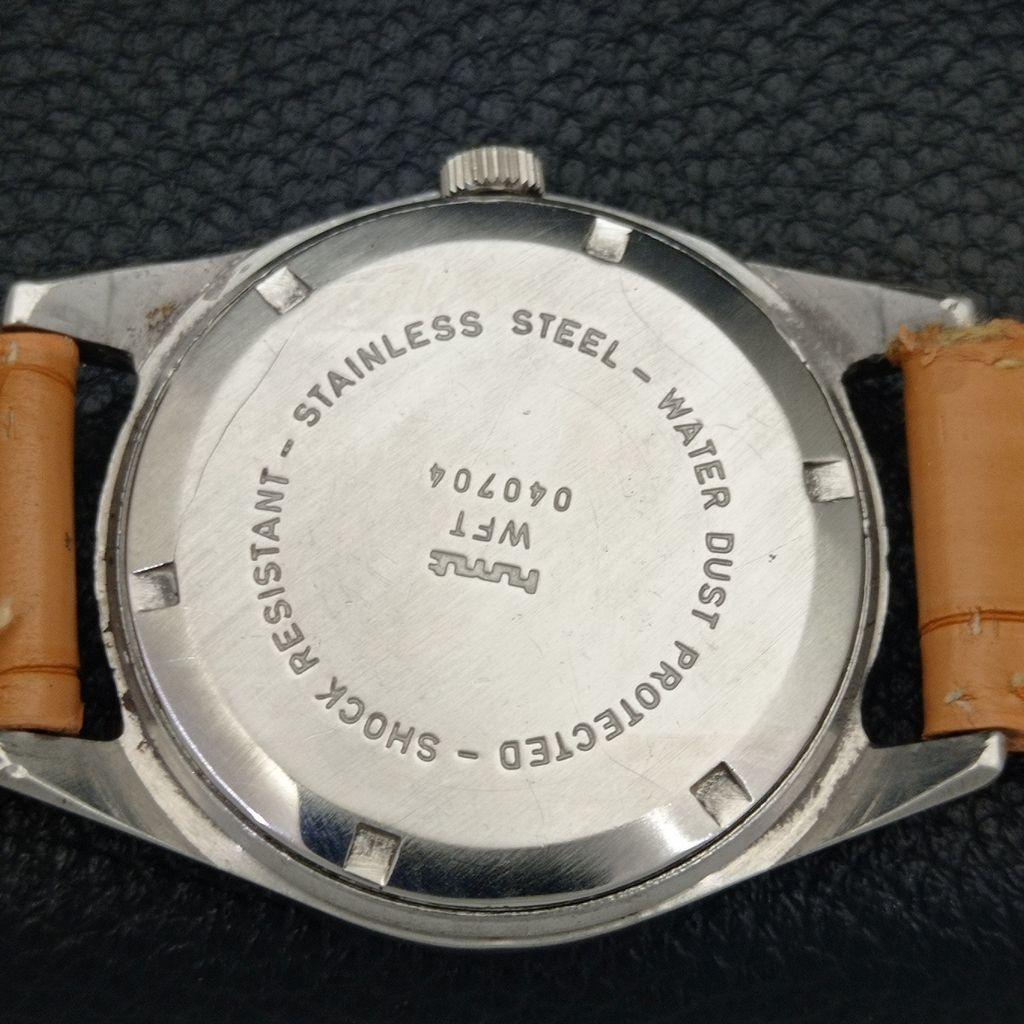 STAINLESS STEEL - WATER DUST PROTECTED - SHOCK RESISTANT -
hmt
WFT
040704